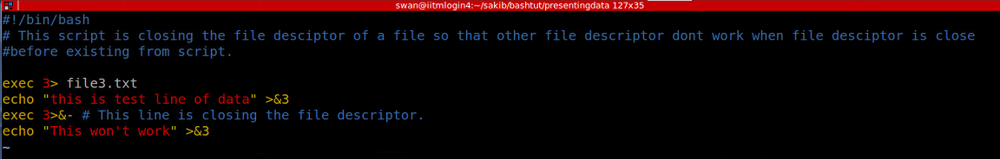 swan@iitmlogin4:~/sakib/bashtut/presentingdata 127x35
#!/bin/bash
# This script is closing the file desciptor of a file so that other file descriptor dont work when file desciptor is close
#before existing from script.
exec 3> file3.txt
echo "this is test line of data" >&3
exec 3>&- # This line is closing the file descriptor.
echo "This won't work" >&3
~